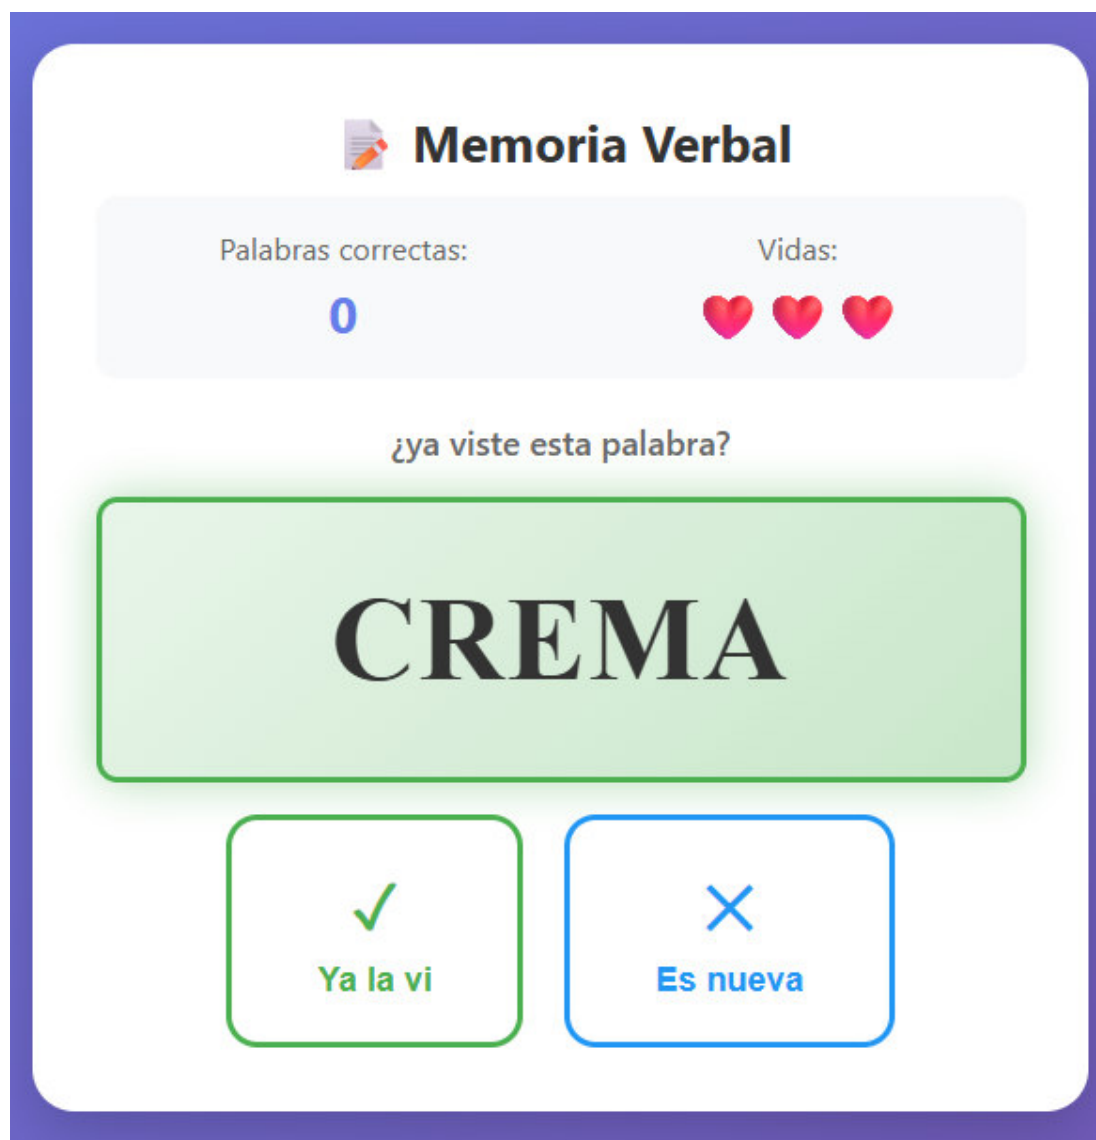 Memoria Verbal
Palabras correctas:
Vidas:
0
¿ya viste esta palabra?
CREMA
Ya la vi
Es nueva